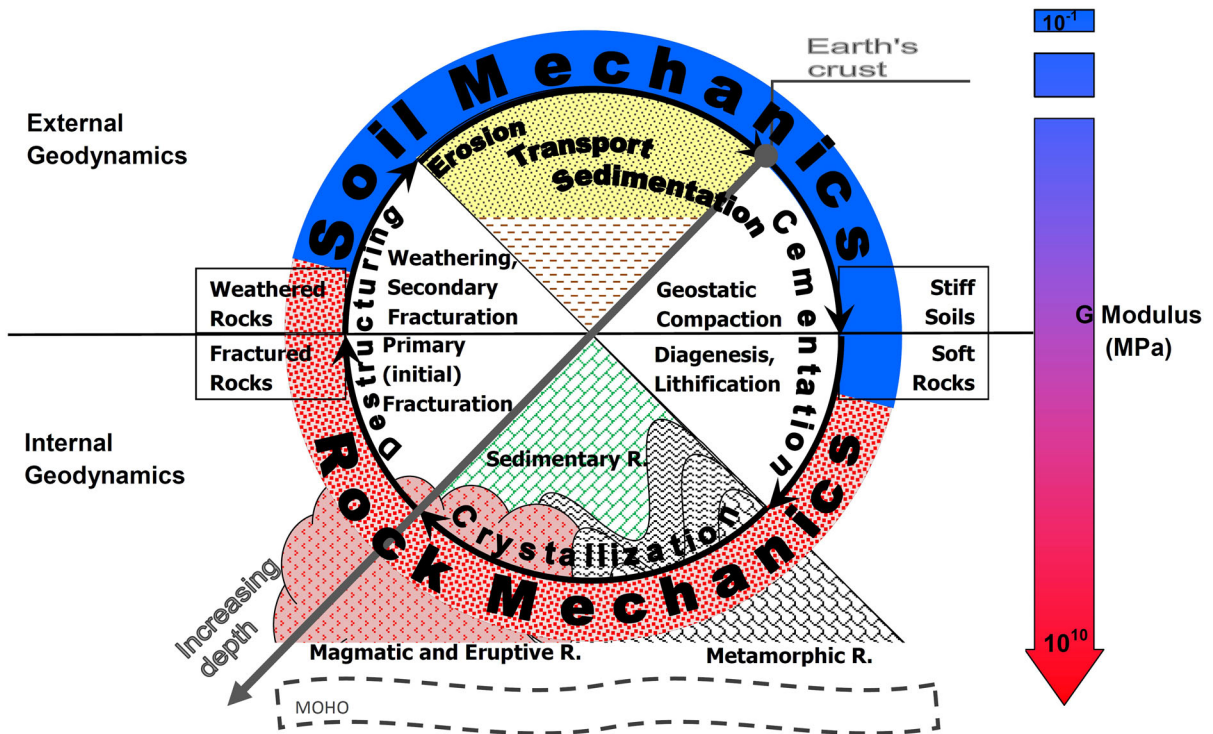 10⁻¹
Earth's
crust
Soil Mechanics
External
Geodynamics
Erosion
Transport
Sedimentation
Cementation
Destructuring
Weathering,
Secondary
Fracturation
Geostatic
Compaction
Weathered
Rocks
Stiff
Soils
G Modulus
(MPa)
Fractured
Rocks
Primary
(initial)
Fracturation
Diagenesis,
Lithification
Soft
Rocks
Internal
Geodynamics
Sedimentary R.
Crystallization
Rock Mechanics
Increasing
depth
10¹⁰
Magmatic and Eruptive R.
Metamorphic R.
MOHO